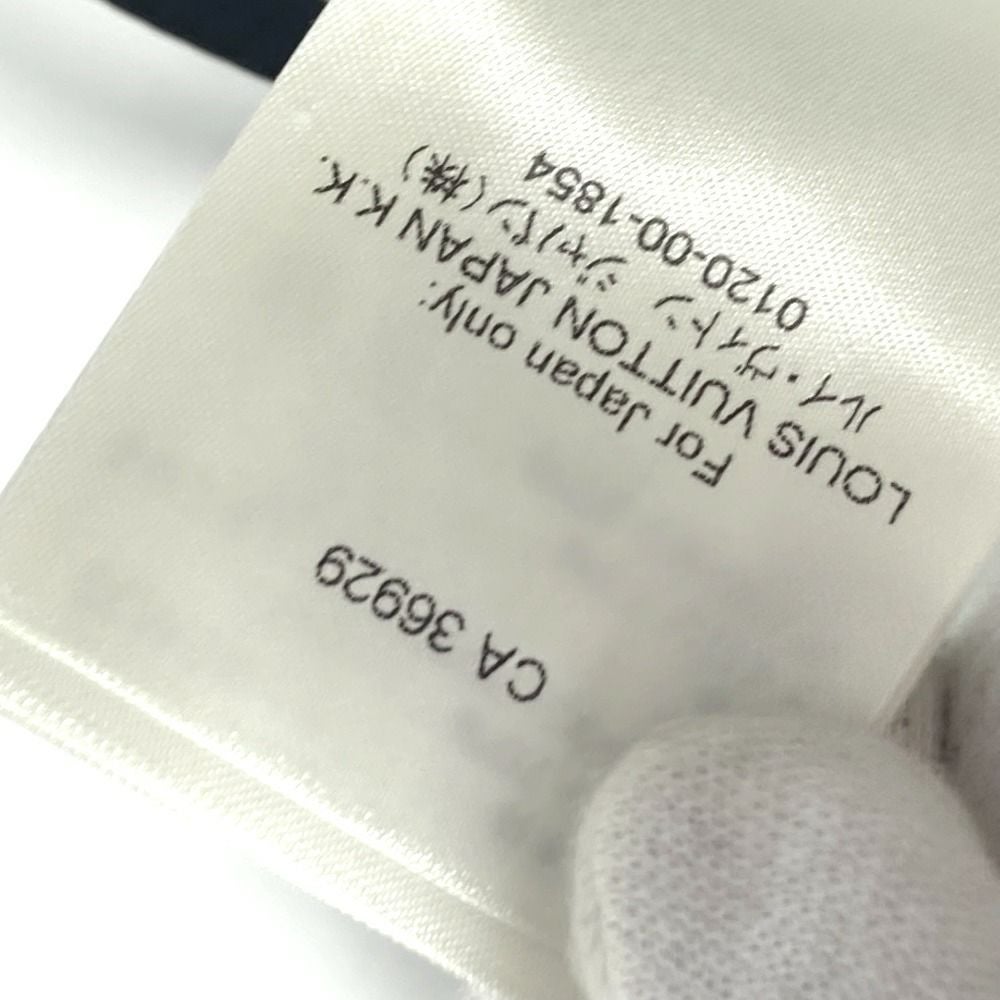 CA 36929
For Japan only:
LOUIS VUITTON JAPAN K.K.
ルイ・ヴィトン ジャパン(株)
0120-00-1854